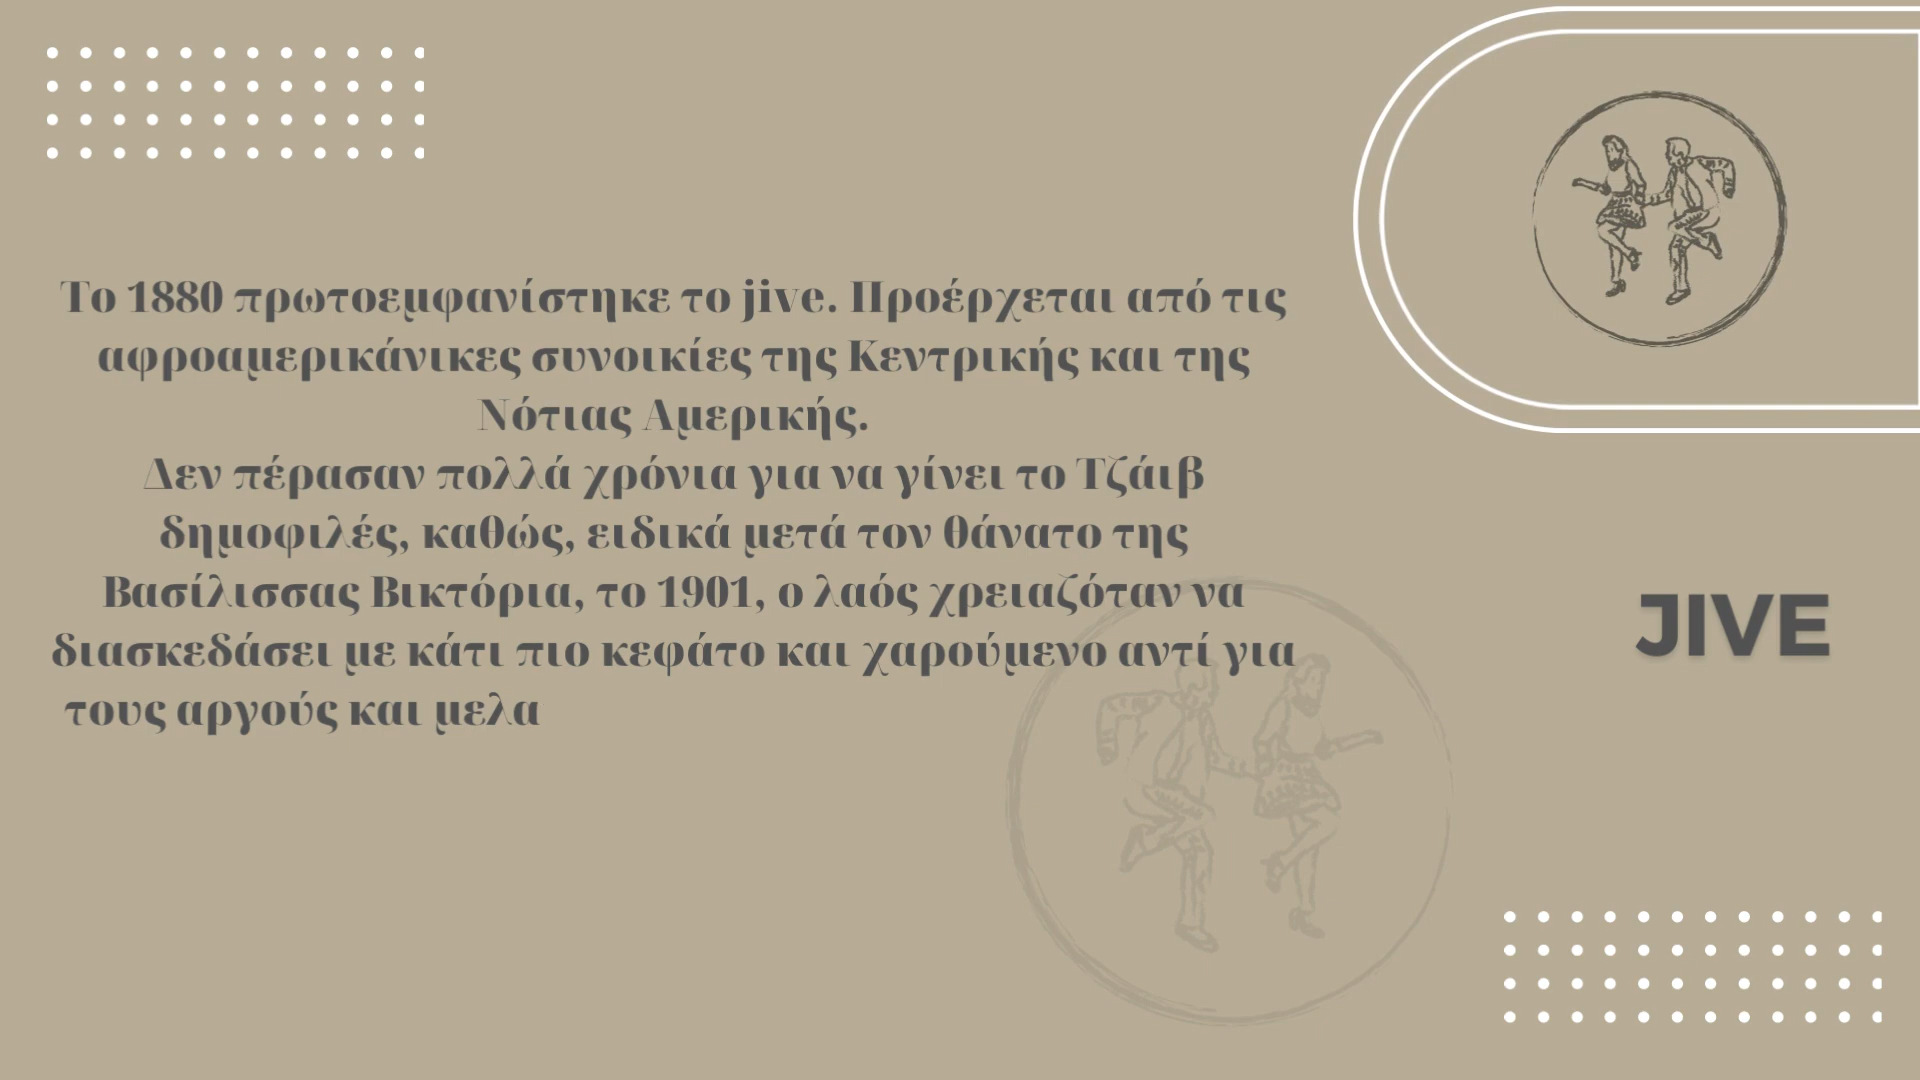 Το 1880 πρωτοεμφανίστηκε το jive. Προέρχεται από τις
αφροαμερικάνικες συνοικίες της Κεντρικής και της
Νότιας Αμερικής.
Δεν πέρασαν πολλά χρόνια για να γίνει το Τζάιβ
δημοφιλές, καθώς, ειδικά μετά τον θάνατο της
Βασίλισσας Βικτόρια, το 1901, ο λαός χρειαζόταν να
διασκεδάσει με κάτι πιο κεφάτο και χαρούμενο αντί για
τους αργούς και μελα
JIVE